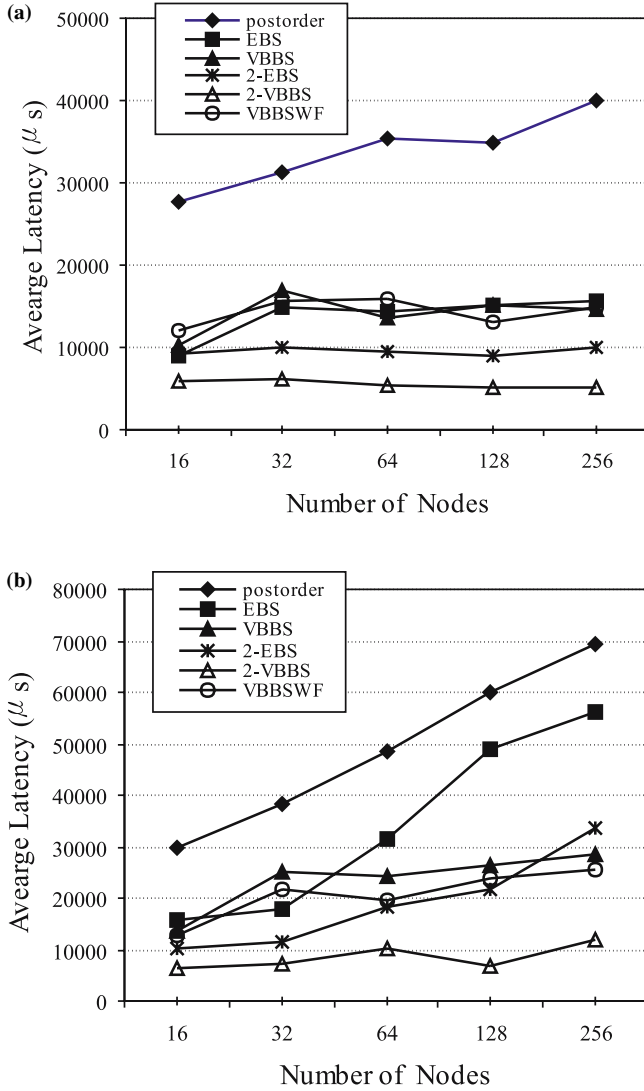 (a)
50000
40000
30000
20000
10000
0
postorder
EBS
VBBS
2-EBS
2-VBBS
VBBSWF
Avearge Latency (μ s)
16 32 64 128 256
Number of Nodes
(b)
80000
70000
60000
50000
40000
30000
20000
10000
0
postorder
EBS
VBBS
2-EBS
2-VBBS
VBBSWF
Avearge Latency (μ s)
16 32 64 128 256
Number of Nodes